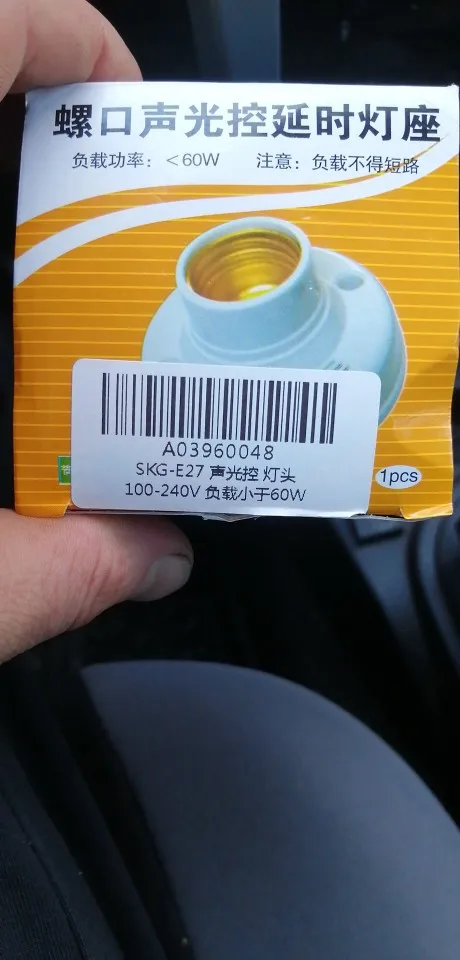 螺口声光控延时灯座
负载功率：＜60W 注意：负载不得短路
A03960048
SKG-E27 声光控 灯头
100-240V 负载小于60W
1pcs
节